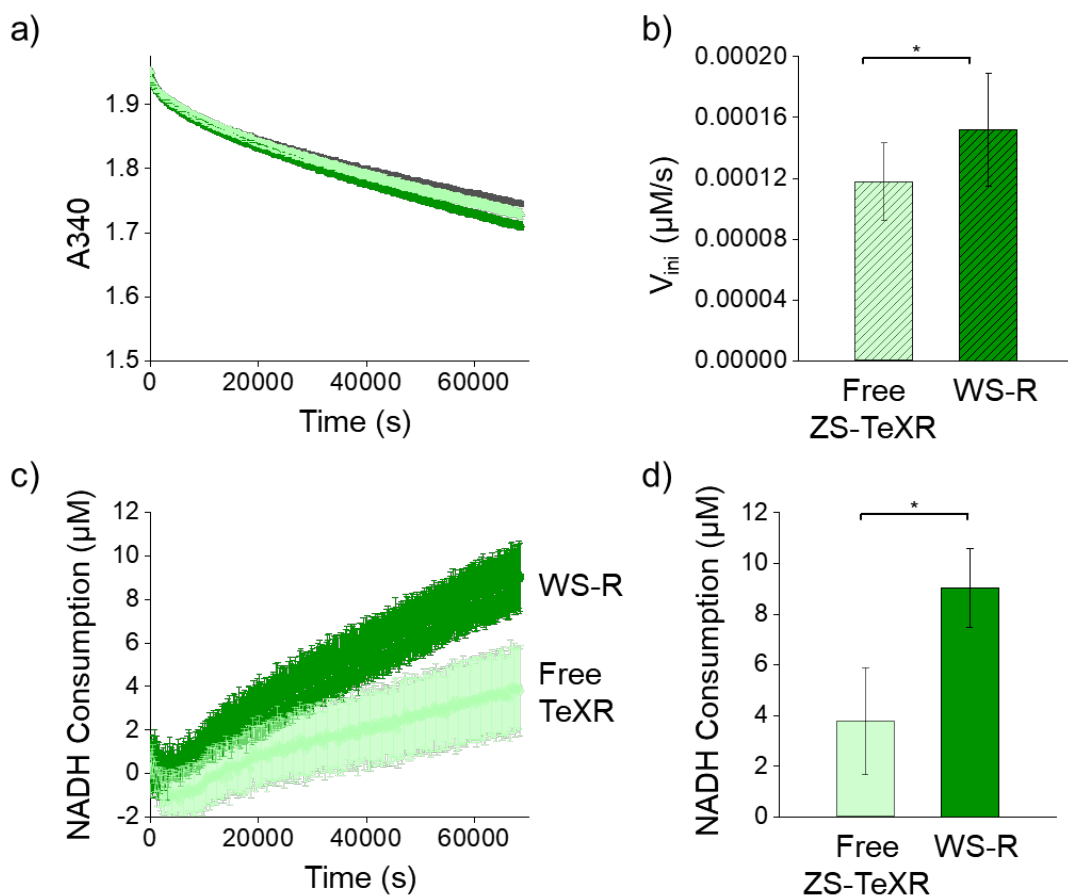 a)
A340
1.9
1.8
1.7
1.6
1.5
0
20000
40000
60000
Time (s)
b)
*
V_ini (µM/s)
0.00020
0.00016
0.00012
0.00008
0.00004
0.00000
Free
ZS-TeXR
WS-R
c)
NADH Consumption (µM)
12
10
8
6
4
2
0
-2
WS-R
Free
TeXR
0
20000
40000
60000
Time (s)
d)
*
NADH Consumption (µM)
12
10
8
6
4
2
0
Free
ZS-TeXR
WS-R